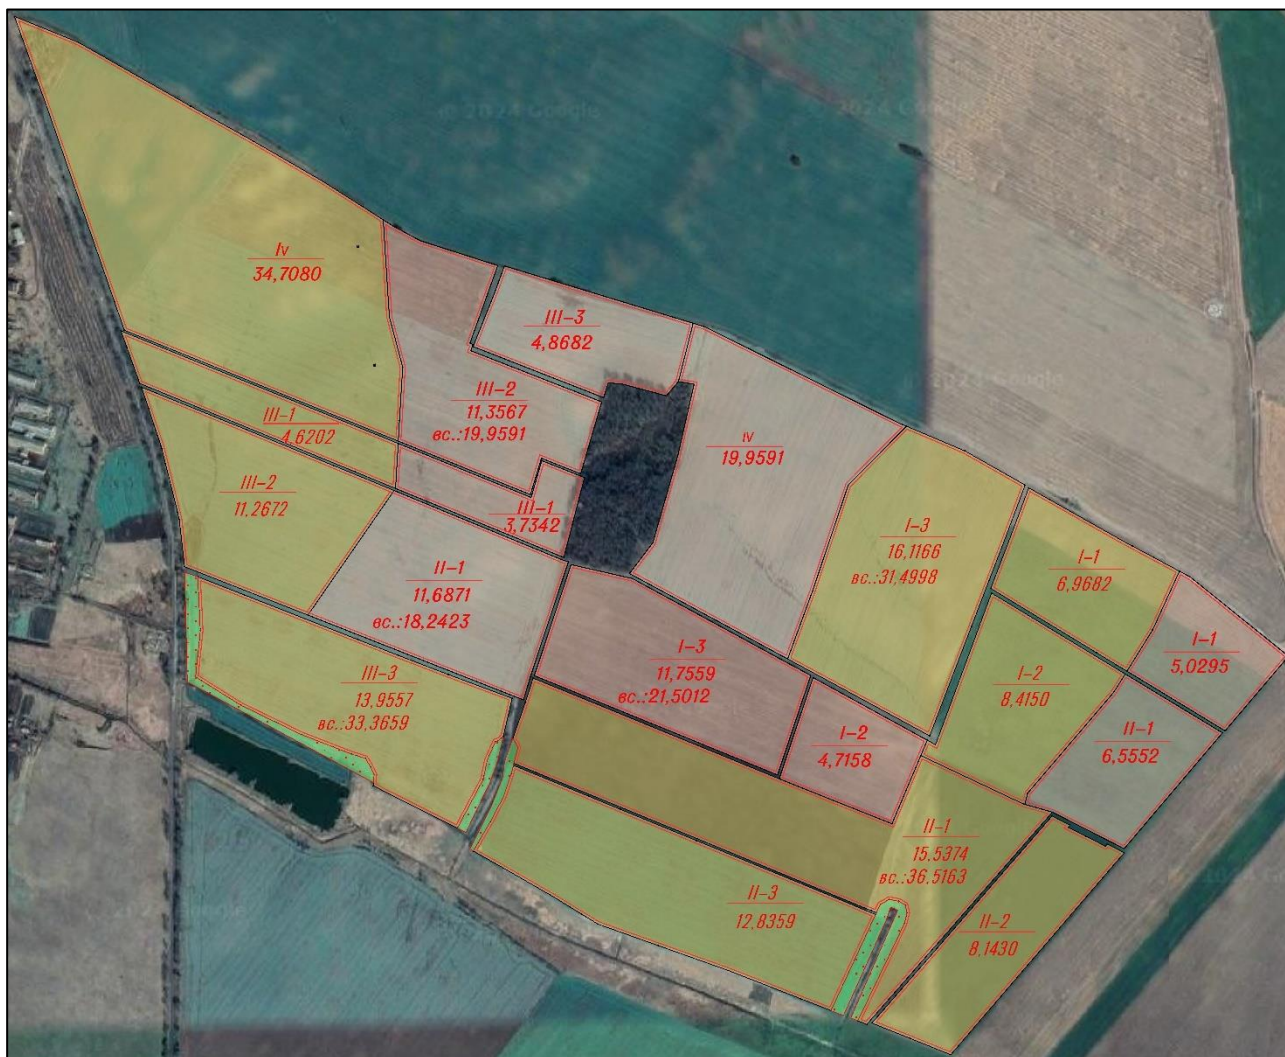 © 2024 Google
© 2024 Google
Iv
34,7080
III-3
4,8682
III-2
11,3567
вс.:19,9591
III-1
4,6202
iv
19,9591
III-2
11,2672
III-1
3,7342
I-3
16,1166
вс.:31,4998
I-1
6,9682
II-1
11,6871
вс.:18,2423
I-1
5,0295
III-3
13,9557
вс.:33,3659
I-3
11,7559
вс.:21,5012
I-2
8,4150
I-2
4,7158
II-1
6,5552
II-1
15,5374
вс.:36,5163
II-3
12,8359
II-2
8,1430